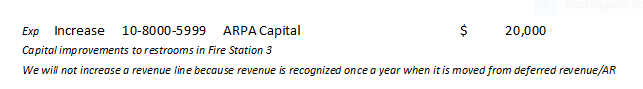 Exp Increase 10-8000-5999 ARPA Capital $ 20,000
Capital improvements to restrooms in Fire Station 3
We will not increase a revenue line because revenue is recognized once a year when it is moved from deferred revenue/AR